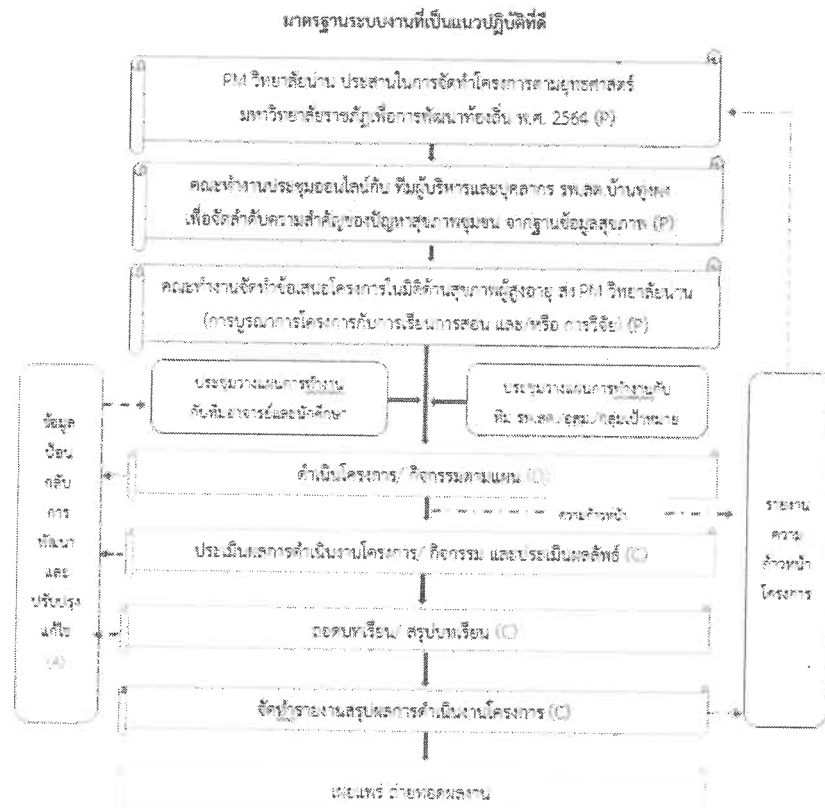 มาตรฐานระบบงานที่เป็นแนวปฏิบัติที่ดี
PM วิทยาลัยน่าน ประสานในการจัดทำโครงการตามยุทธศาสตร์
มหาวิทยาลัยราชภัฏเพื่อการพัฒนาท้องถิ่น พ.ศ. 2564 (P)
คณะทำงานประชุมออนไลน์กับ ทีมผู้บริหารและบุคลากร รพ.สต.
เพื่อจัดลำดับความสำคัญของปัญหาสุขภาพชุมชน จากฐานข้อมูลสุขภาพ (P)
คณะทำงานจัดทำข้อเสนอโครงการในมิติด้านสุขภาพผู้สูงอายุ ส่ง PM วิทยาลัยน่าน
(การบูรณาการโครงการกับการเรียนการสอน และ/หรือ การวิจัย) (P)
ประชุมวางแผนการทำงาน
กับทีมอาจารย์และนักศึกษา
ประชุมวางแผนการทำงานกับ
ทีม รพ.สต./อสม./กลุ่มเป้าหมาย
ดำเนินโครงการ/ กิจกรรมตามแผน (D)
ความก้าวหน้า
ประเมินผลการดำเนินงานโครงการ/ กิจกรรม และประเมินผลลัพธ์ (C)
ถอดบทเรียน/ สรุปบทเรียน (C)
จัดทำรายงานสรุปผลการดำเนินงานโครงการ (C)
เผยแพร่ ถ่ายทอดผลงาน
ข้อมูล
ป้อน
กลับ
การ
พัฒนา
และ
ปรับปรุง
แก้ไข
(A)
รายงาน
ความ
ก้าวหน้า
โครงการ